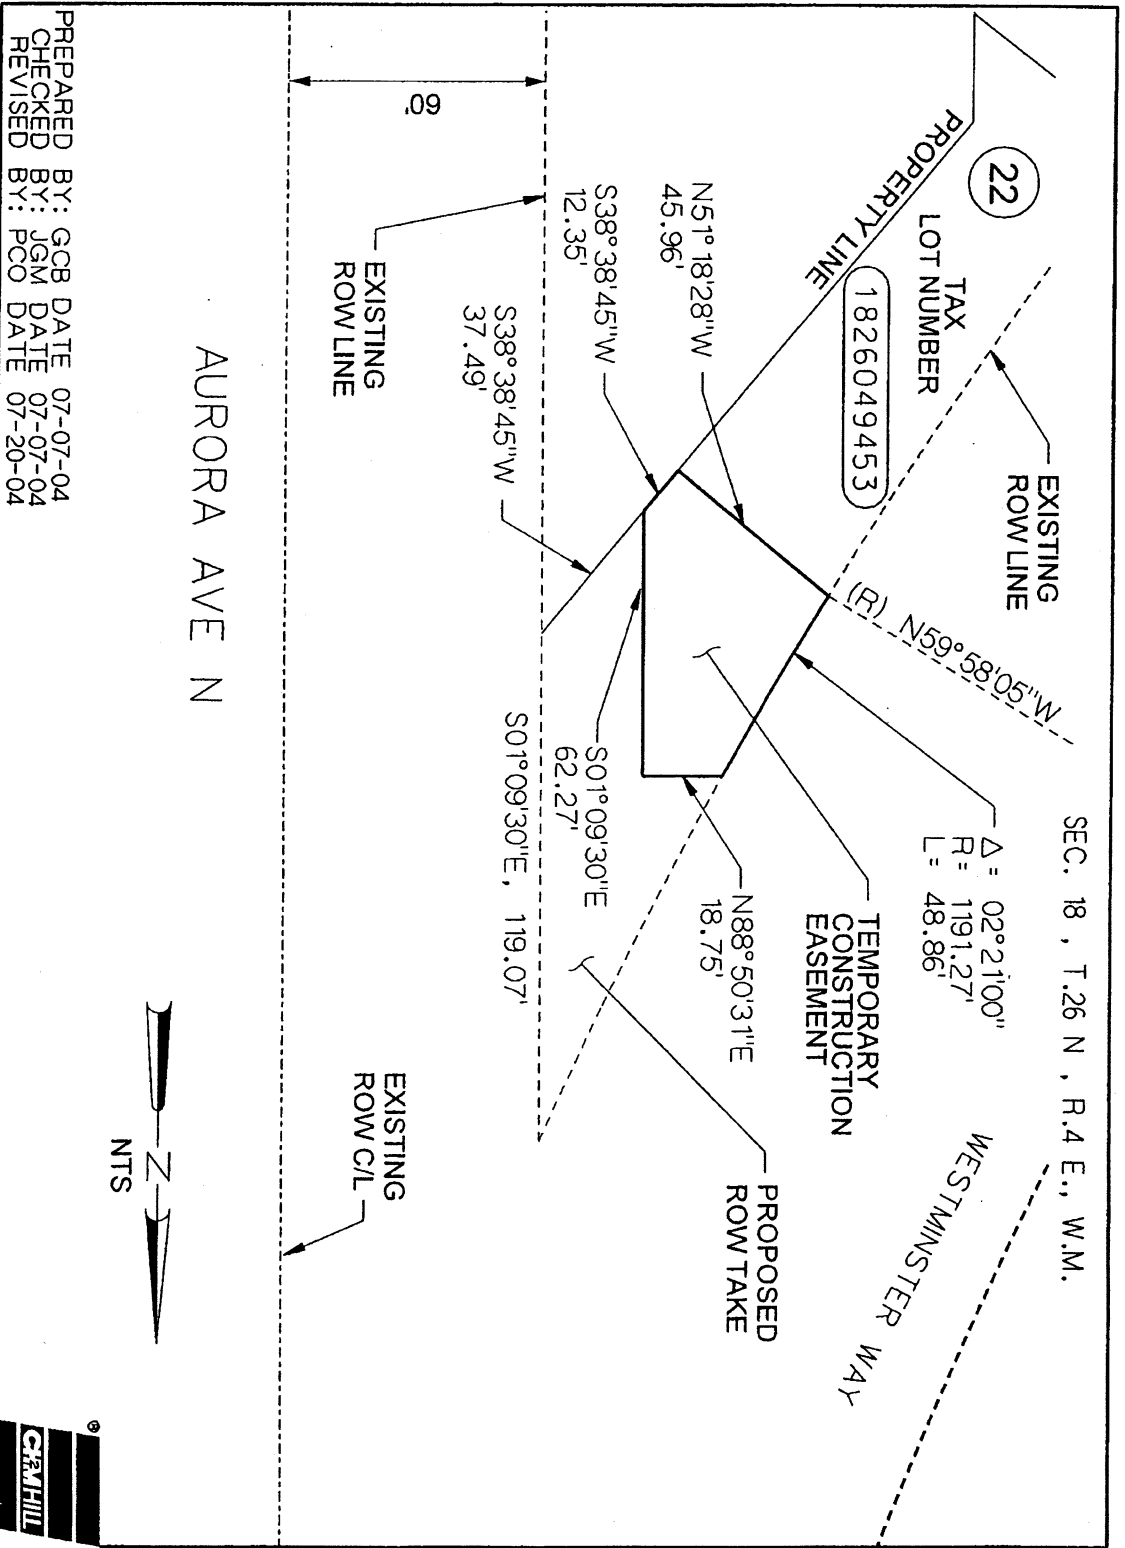 SEC. 18 , T.26 N , R.4 E., W.M.
22
TAX
LOT NUMBER
1826049453
PROPERTY LINE
EXISTING
ROW LINE
(R) N59°58'05"W
Δ = 02°21'00"
R = 1191.27'
L = 48.86'
WESTMINSTER WAY
N51°18'28"W
45.96'
S38°38'45"W
12.35'
S38°38'45"W
37.49'
TEMPORARY
CONSTRUCTION
EASEMENT
N88°50'31"E
18.75'
S01°09'30"E
62.27'
S01°09'30"E, 119.07'
PROPOSED
ROW TAKE
60'
EXISTING
ROW LINE
EXISTING
ROW C/L
AURORA AVE N
N
NTS
PREPARED BY: GCB DATE 07-07-04
CHECKED BY: JGM DATE 07-07-04
REVISED BY: PCO DATE 07-20-04
CH2MHILL
®